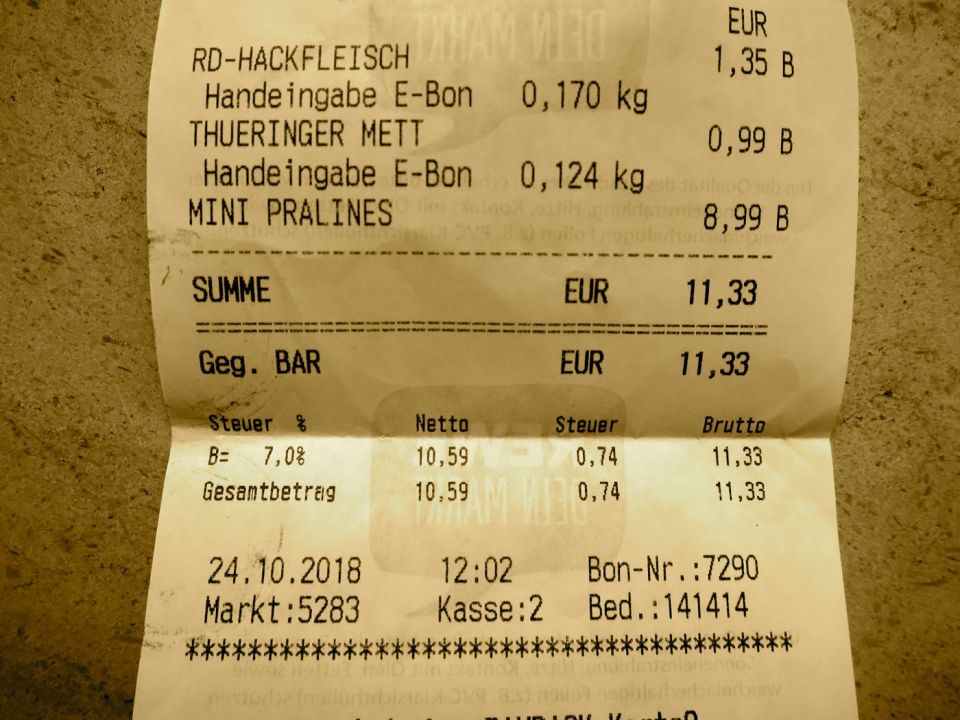 EUR
RD-HACKFLEISCH 1,35 B
Handeingabe E-Bon 0,170 kg
THUERINGER METT 0,99 B
Handeingabe E-Bon 0,124 kg
MINI PRALINES 8,99 B
SUMME EUR 11,33
Geg. BAR EUR 11,33
Steuer % Netto Steuer Brutto
B= 7,0% 10,59 0,74 11,33
Gesamtbetrag 10,59 0,74 11,33
24.10.2018 12:02 Bon-Nr.:7290
Markt:5283 Kasse:2 Bed.:141414
**********************************************